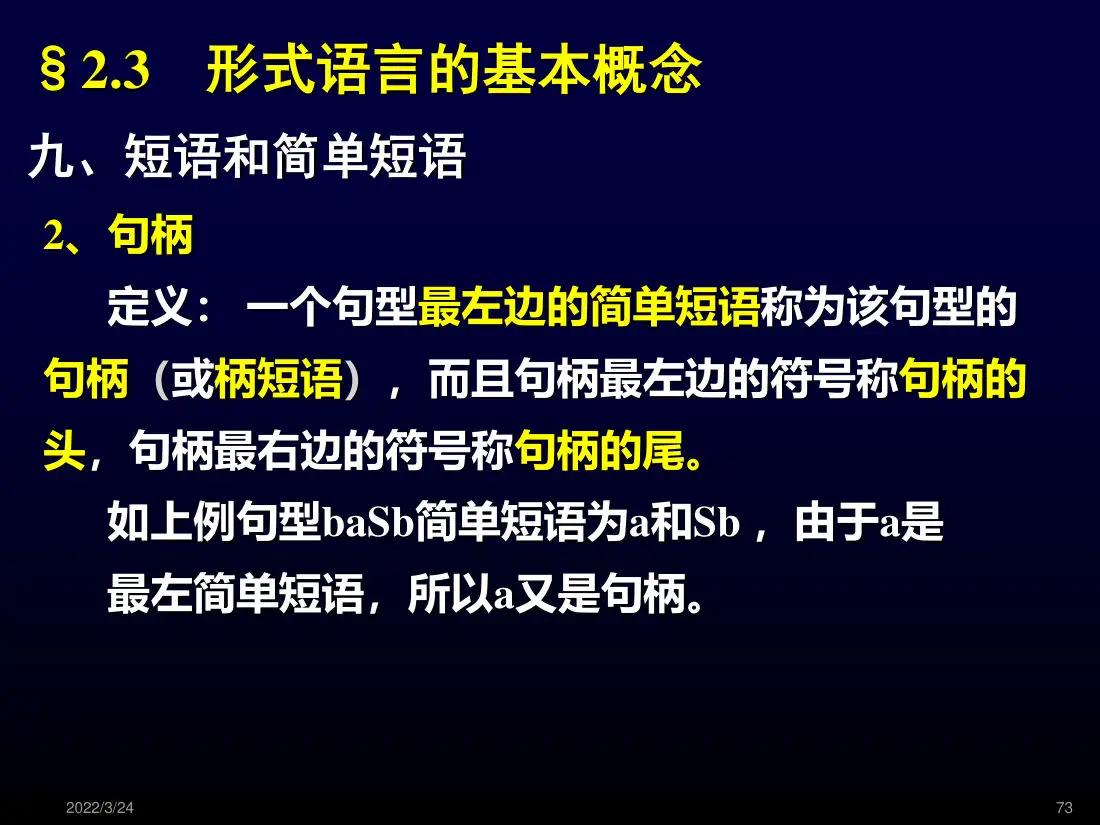 §2.3 形式语言的基本概念
九、短语和简单短语
2、句柄
定义： 一个句型最左边的简单短语称为该句型的
句柄（或柄短语），而且句柄最左边的符号称句柄的
头，句柄最右边的符号称句柄的尾。
如上例句型baSb简单短语为a和Sb ，由于a是
最左简单短语，所以a又是句柄。
2022/3/24
73